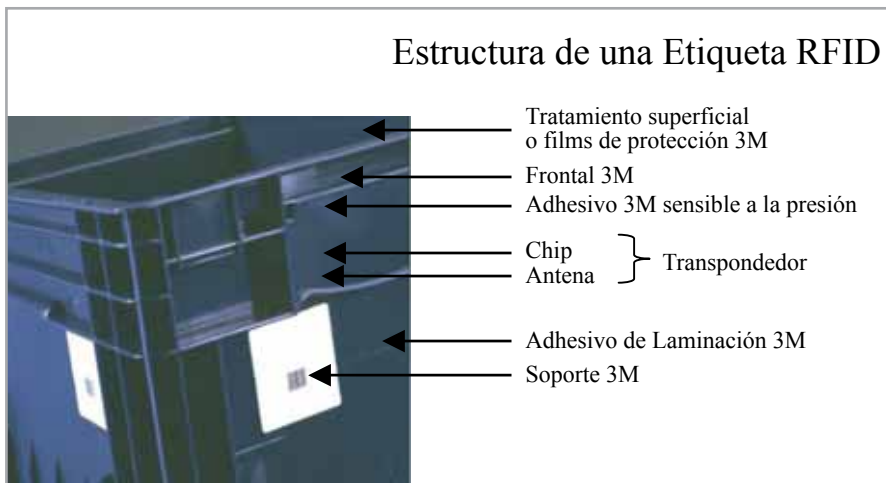 Estructura de una Etiqueta RFID
Tratamiento superficial
o films de protección 3M
Frontal 3M
Adhesivo 3M sensible a la presión
Chip
Antena
Transpondedor
Adhesivo de Laminación 3M
Soporte 3M